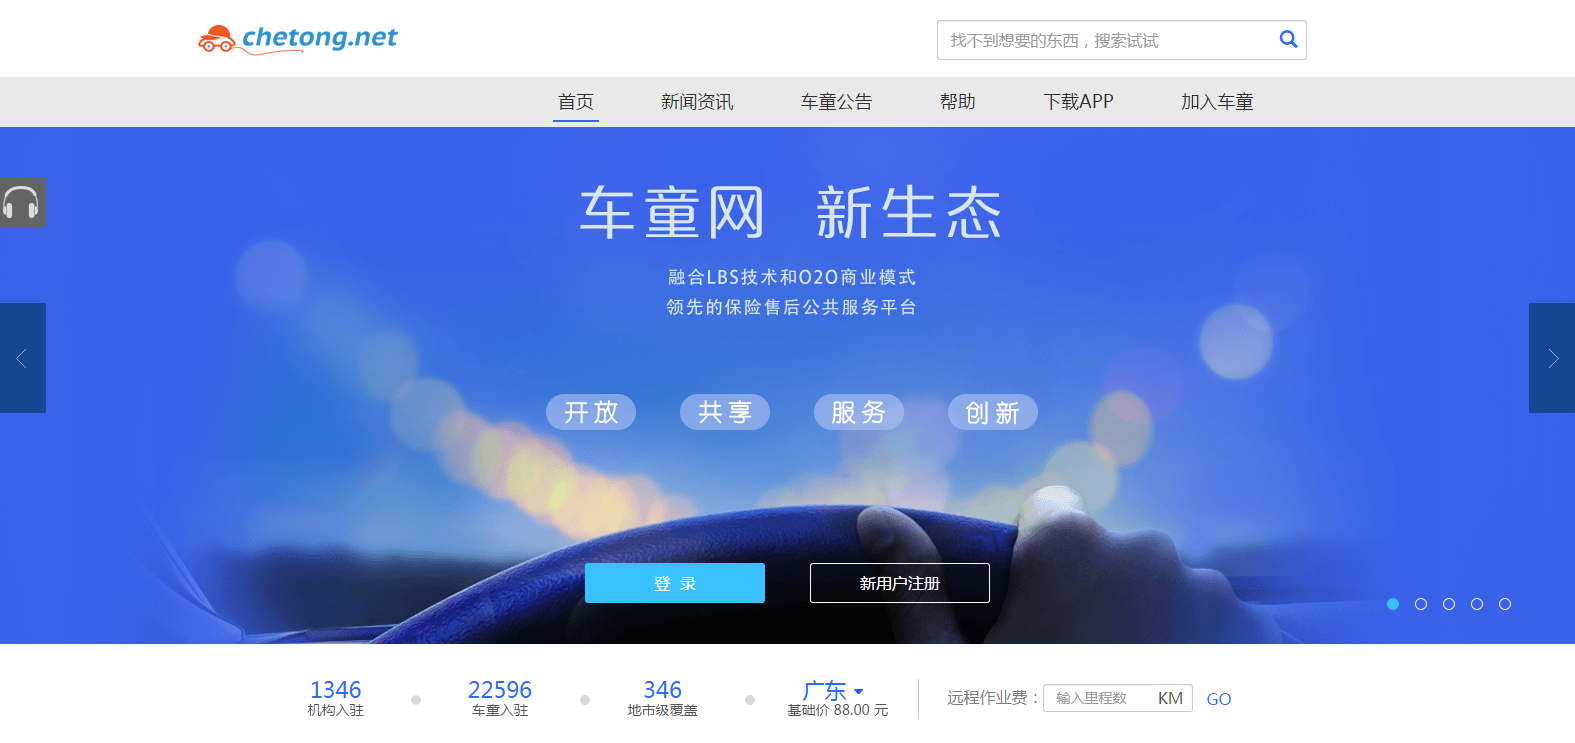 chetong.net
找不到想要的东西，搜索试试
首页 新闻资讯 车童公告 帮助 下载APP 加入车童
车童网 新生态
融合LBS技术和O2O商业模式
领先的保险售后公共服务平台
开放 共享 服务 创新
登 录 新用户注册
1346 22596 346 广东
机构入驻 车童入驻 地市级覆盖 基础价 88.00 元
远程作业费： 输入里程数 KM GO